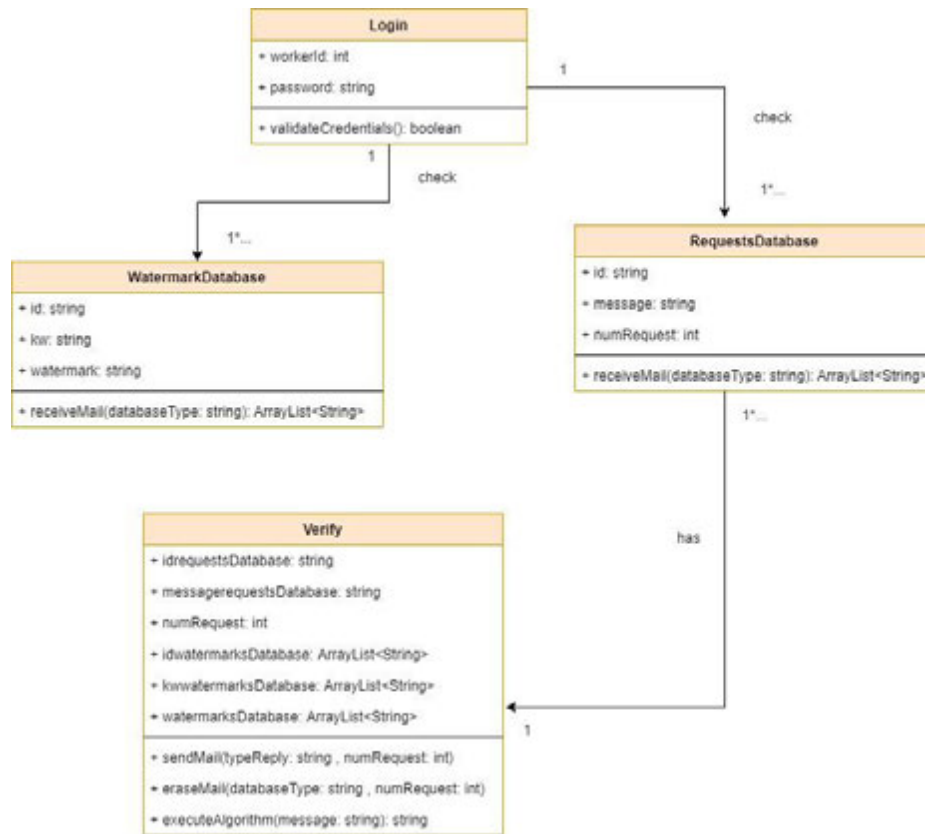 Login
+ workerId: int
+ password: string
+ validateCredentials(): boolean
1
check
1
check
1*...
1*...
WatermarkDatabase
+ id: string
+ kw: string
+ watermark: string
+ receiveMail(databaseType: string): ArrayList<String>
RequestsDatabase
+ id: string
+ message: string
+ numRequest: int
+ receiveMail(databaseType: string): ArrayList<String>
1*...
has
1
Verify
+ idrequestsDatabase: string
+ messagerequestsDatabase: string
+ numRequest: int
+ idwatermarksDatabase: ArrayList<String>
+ kwwatermarksDatabase: ArrayList<String>
+ watermarksDatabase: ArrayList<String>
+ sendMail(typeReply: string , numRequest: int)
+ eraseMail(databaseType: string , numRequest: int)
+ executeAlgorithm(message: string): string